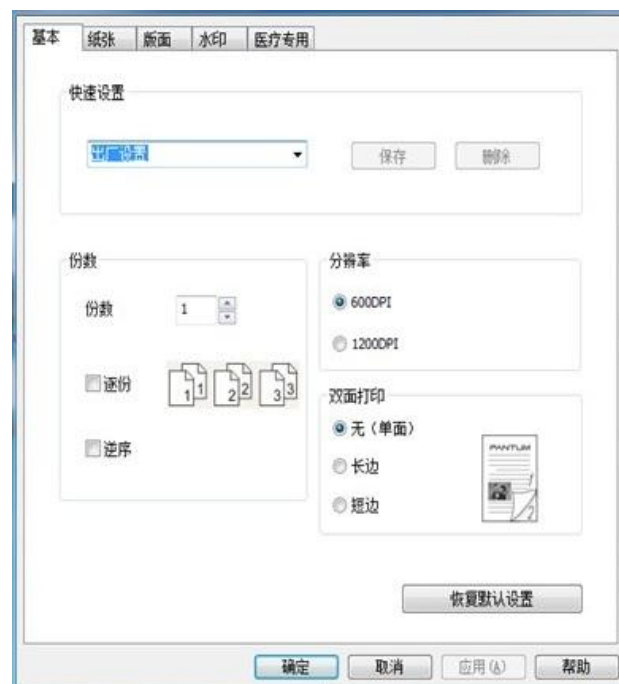 基本 纸张 版面 水印 医疗专用
快速设置
出厂设置 保存 删除
份数
份数 1
逐份 1 1 2 2 3 3
逆序
分辨率
600DPI
1200DPI
双面打印
无（单面）
长边
短边
PANTUM
1
2
恢复默认设置
确定 取消 应用(A) 帮助